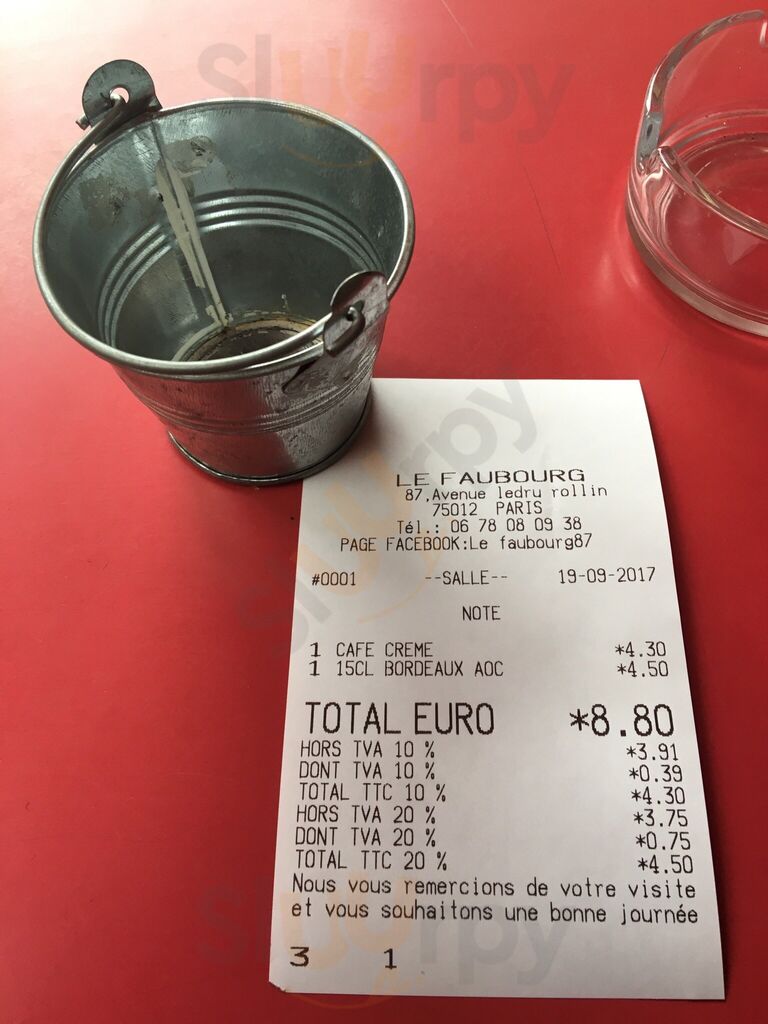 Sluurpy
LE FAUBOURG
87,Avenue ledru rollin
75012 PARIS
Tél.: 06 78 08 09 38
PAGE FACEBOOK:Le faubourg87
#0001 --SALLE-- 19-09-2017
NOTE
1 CAFE CREME *4.30
1 15CL BORDEAUX AOC *4.50
TOTAL EURO *8.80
HORS TVA 10 % *3.91
DONT TVA 10 % *0.39
TOTAL TTC 10 % *4.30
HORS TVA 20 % *3.75
DONT TVA 20 % *0.75
TOTAL TTC 20 % *4.50
Nous vous remercions de votre visite
et vous souhaitons une bonne journée
3 1
Sluurpy
Sluurpy